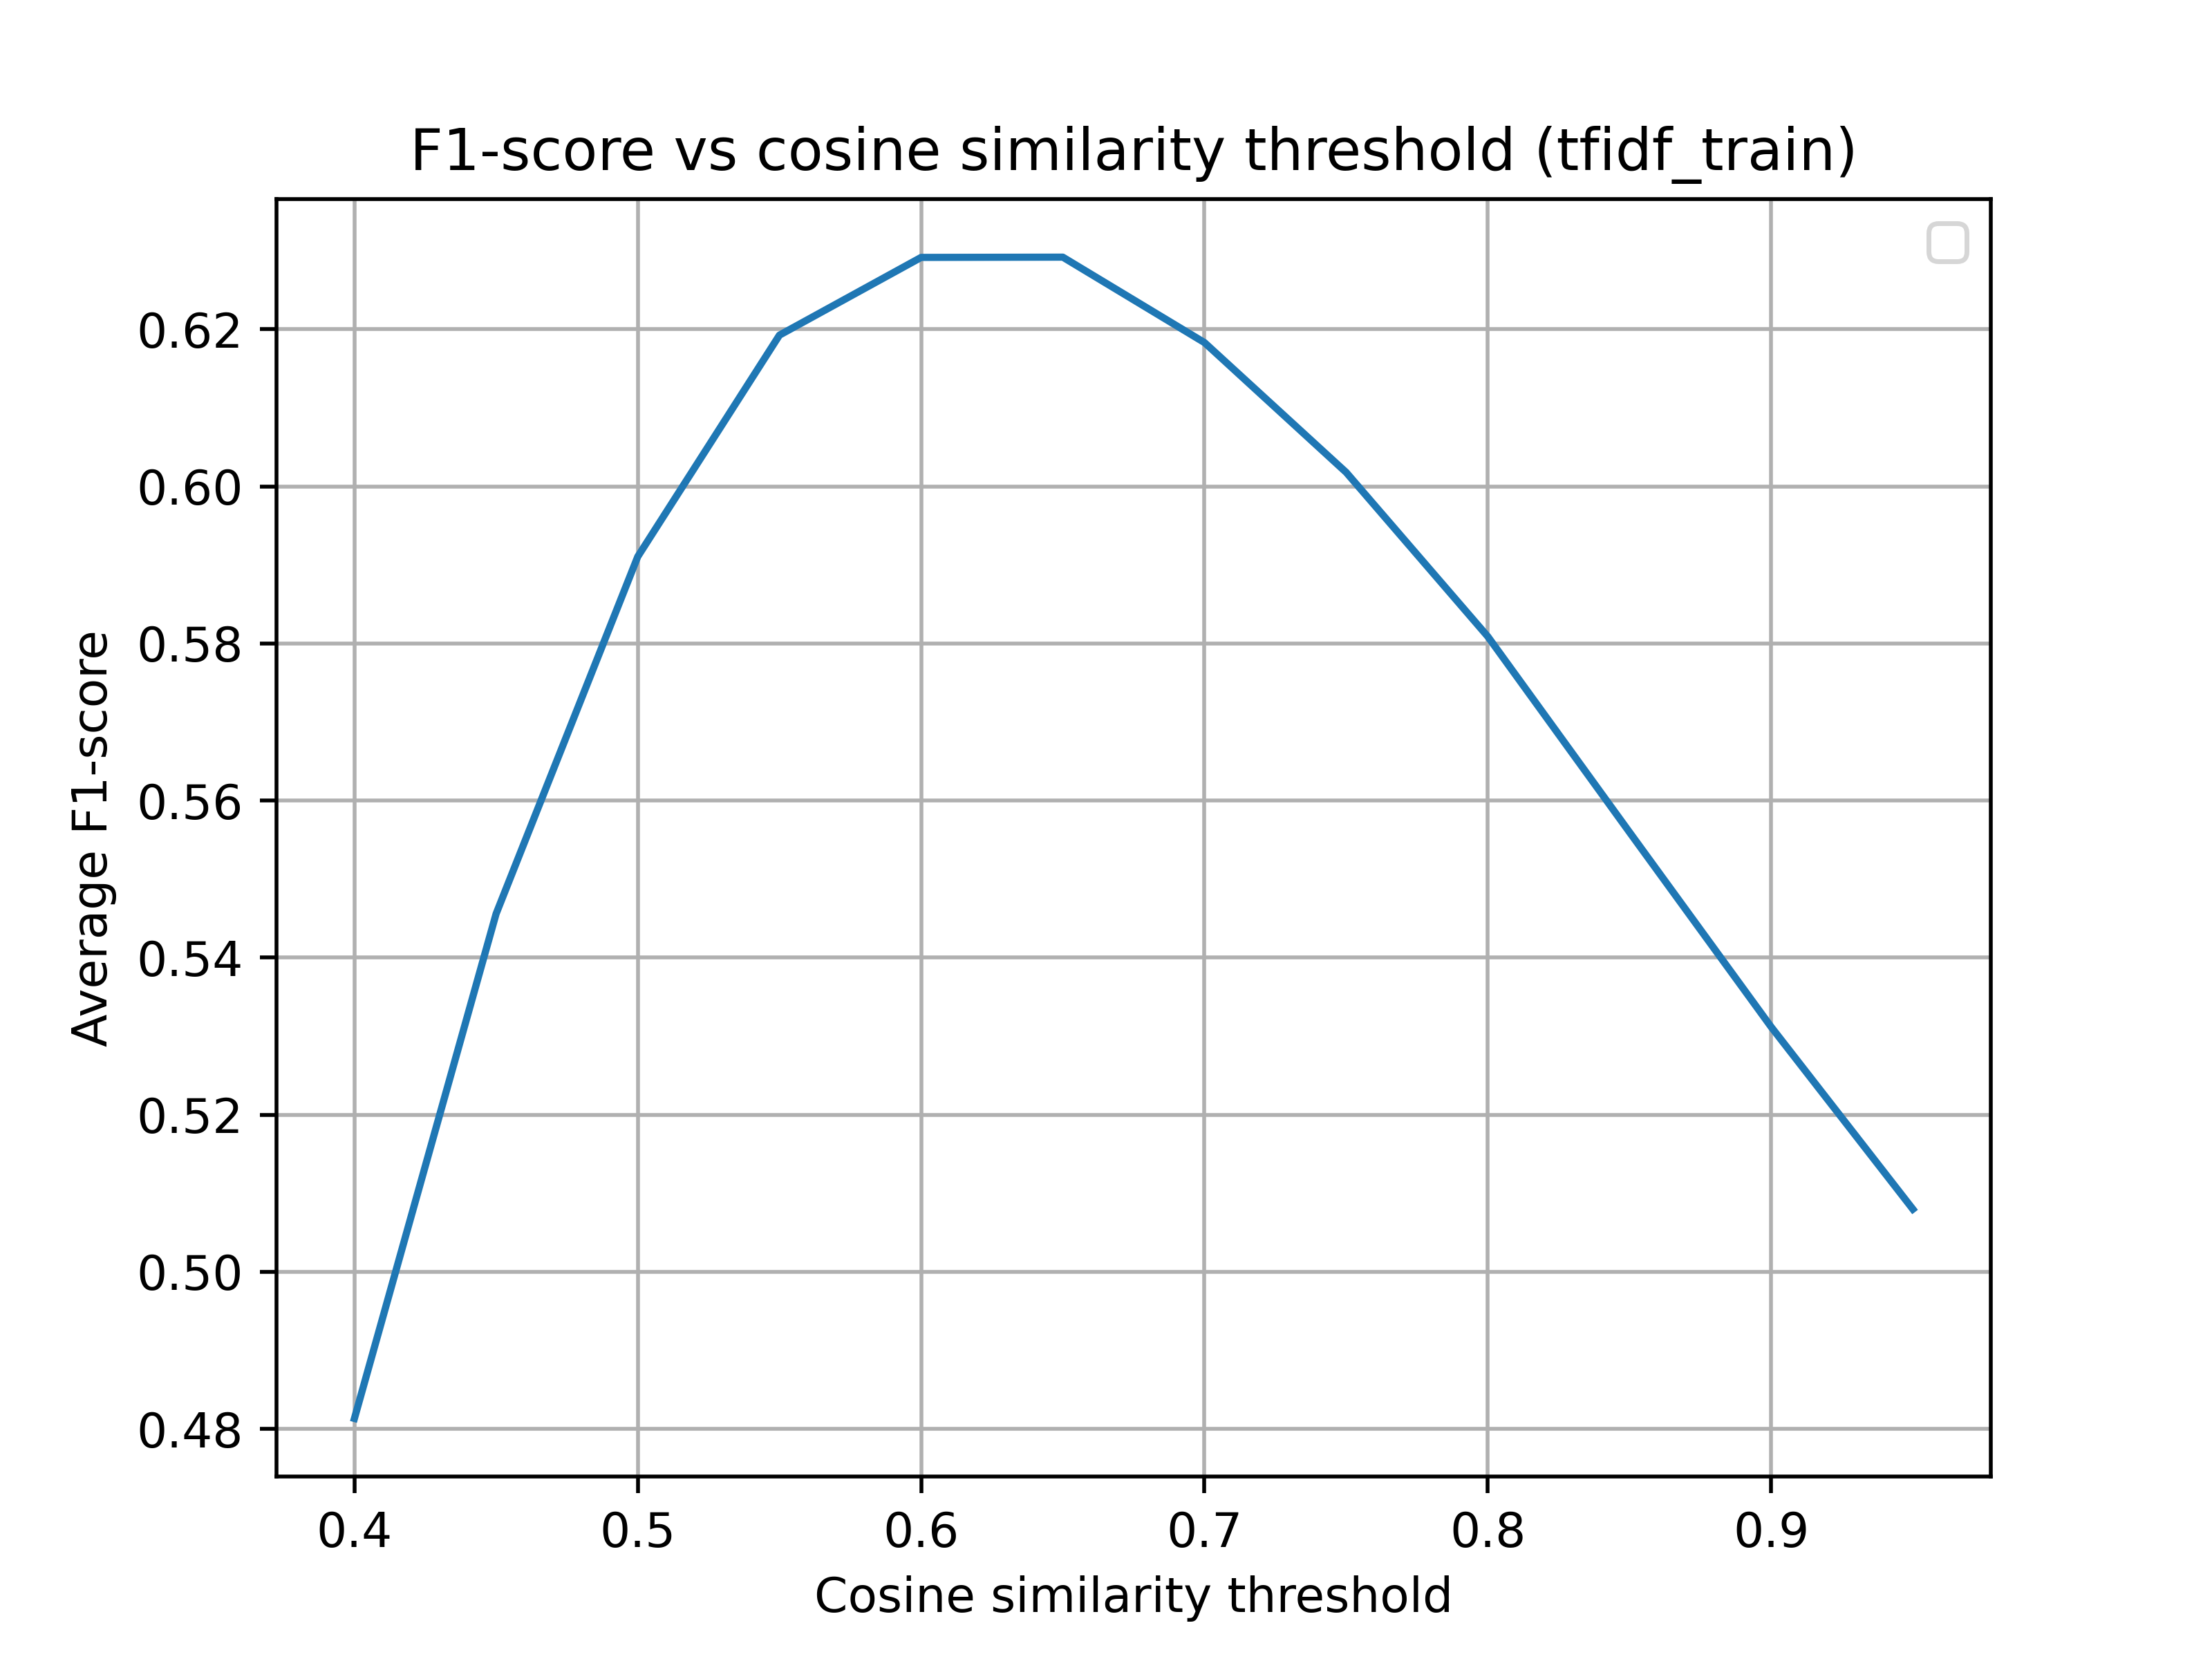 F1-score vs cosine similarity threshold (tfidf_train)
Average F1-score
0.62
0.60
0.58
0.56
0.54
0.52
0.50
0.48
0.4 0.5 0.6 0.7 0.8 0.9
Cosine similarity threshold